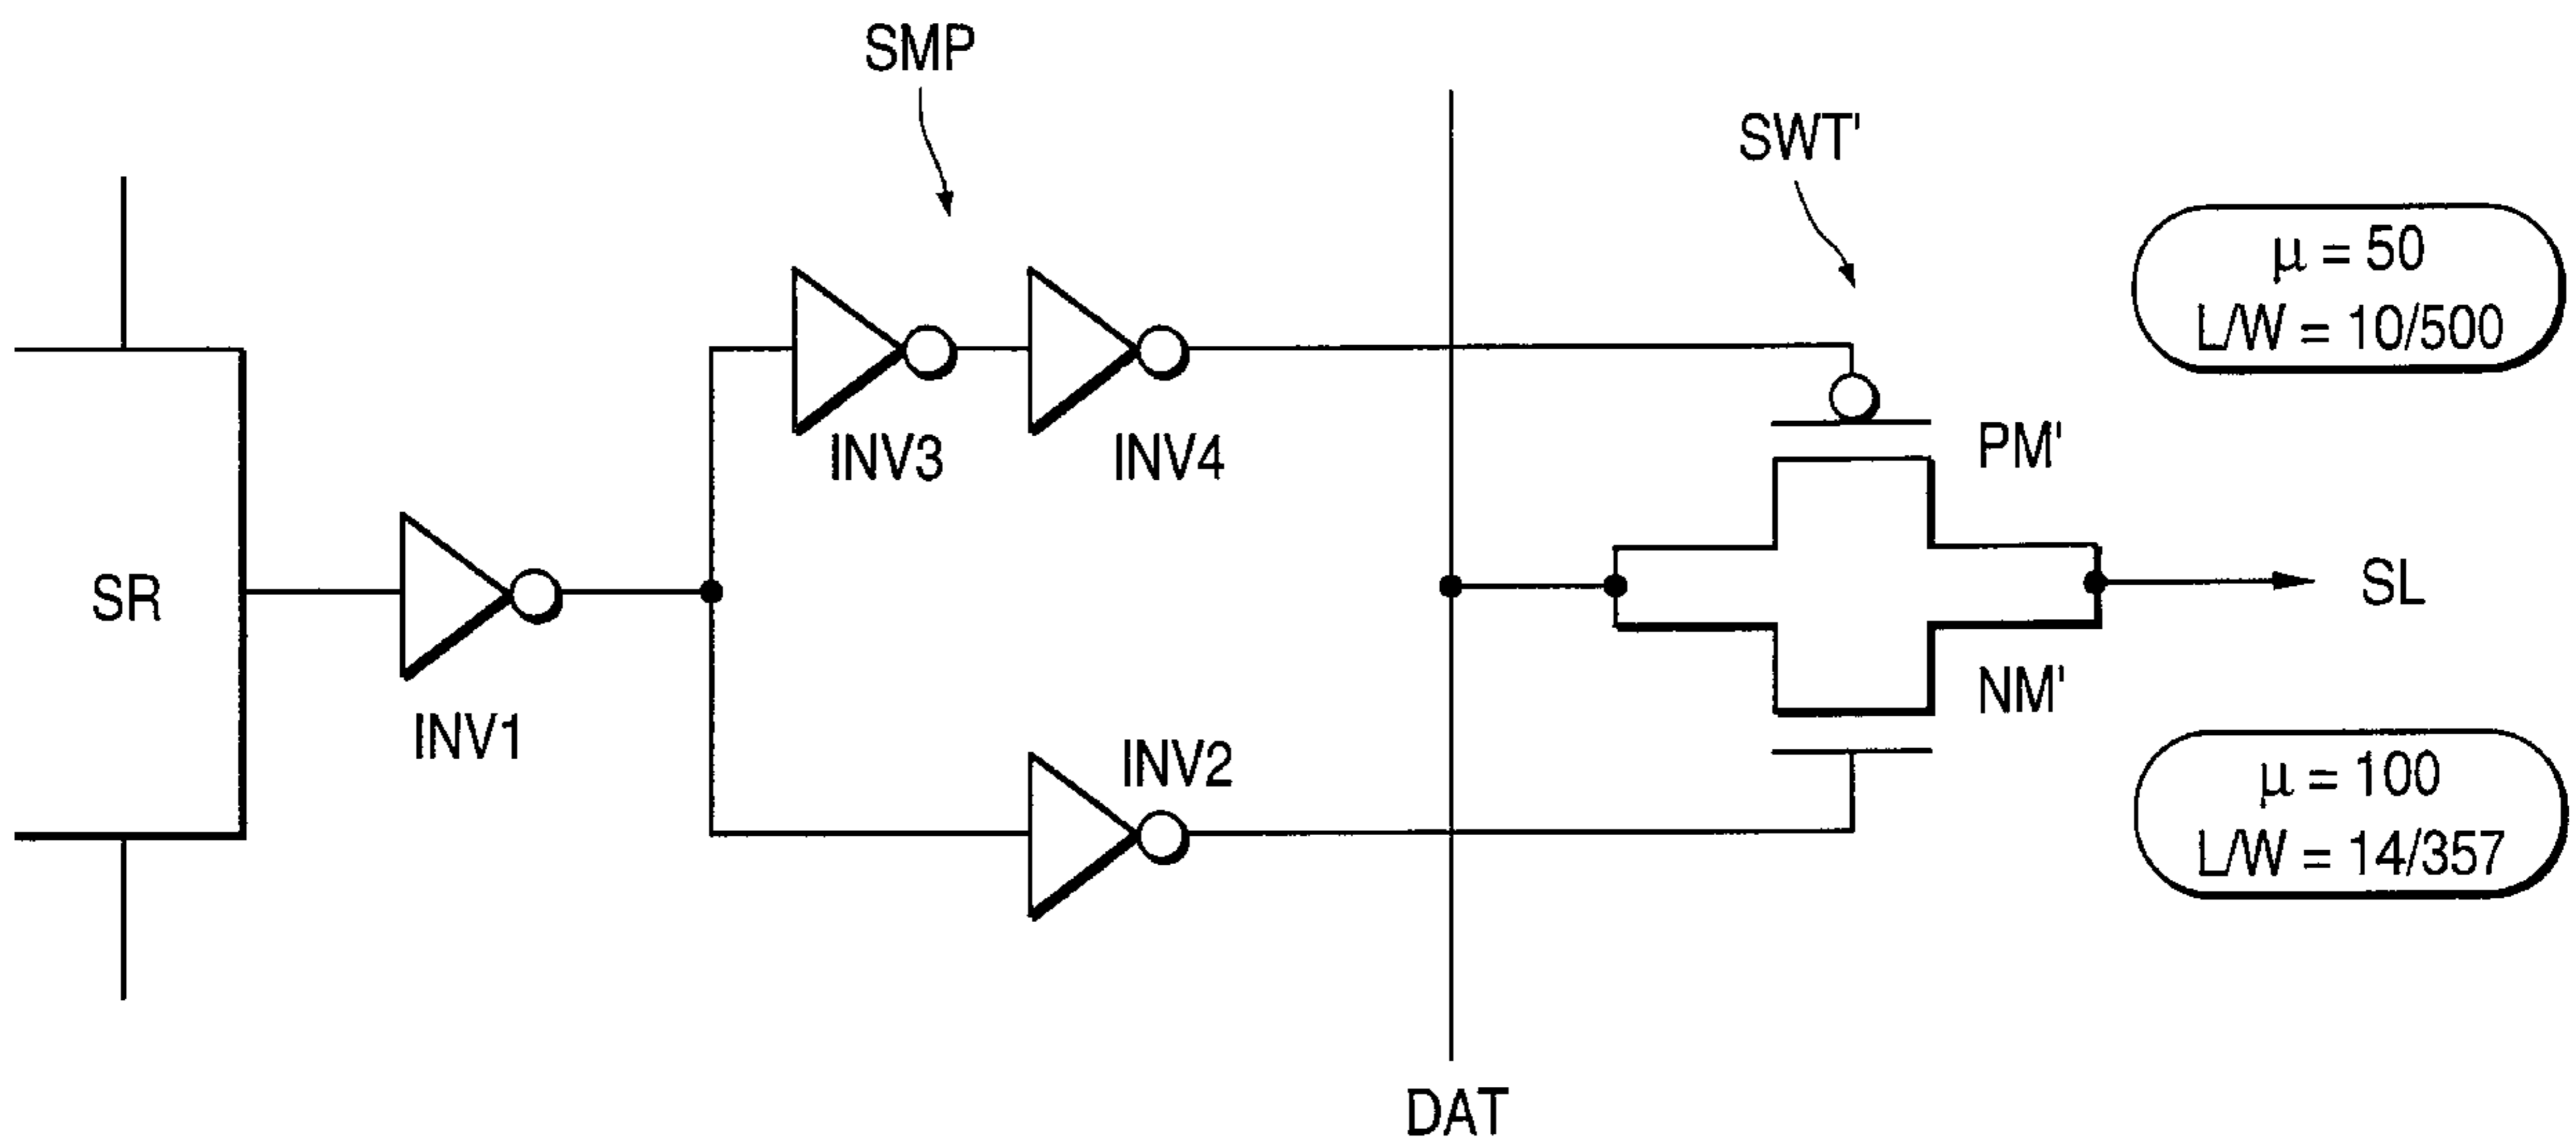 SMP
SWT'
μ = 50
L/W = 10/500
INV3
INV4
PM'
SR
SL
INV1
INV2
NM'
μ = 100
L/W = 14/357
DAT